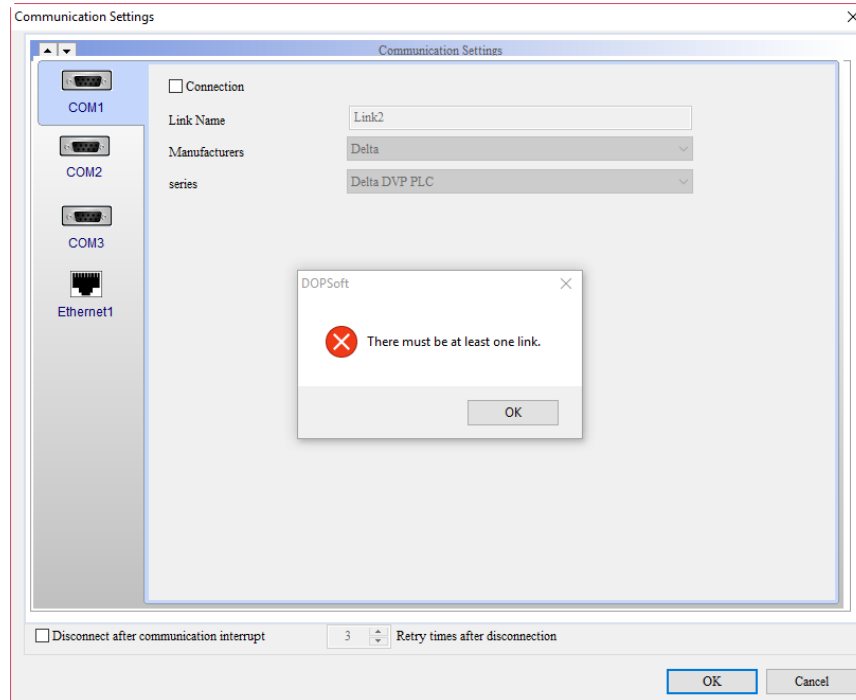 Communication Settings
Communication Settings
COM1
COM2
COM3
Ethernet1
Connection
Link Name
Link2
Manufacturers
Delta
series
Delta DVP PLC
DOPSoft
There must be at least one link.
OK
Disconnect after communication interrupt
3
Retry times after disconnection
OK
Cancel